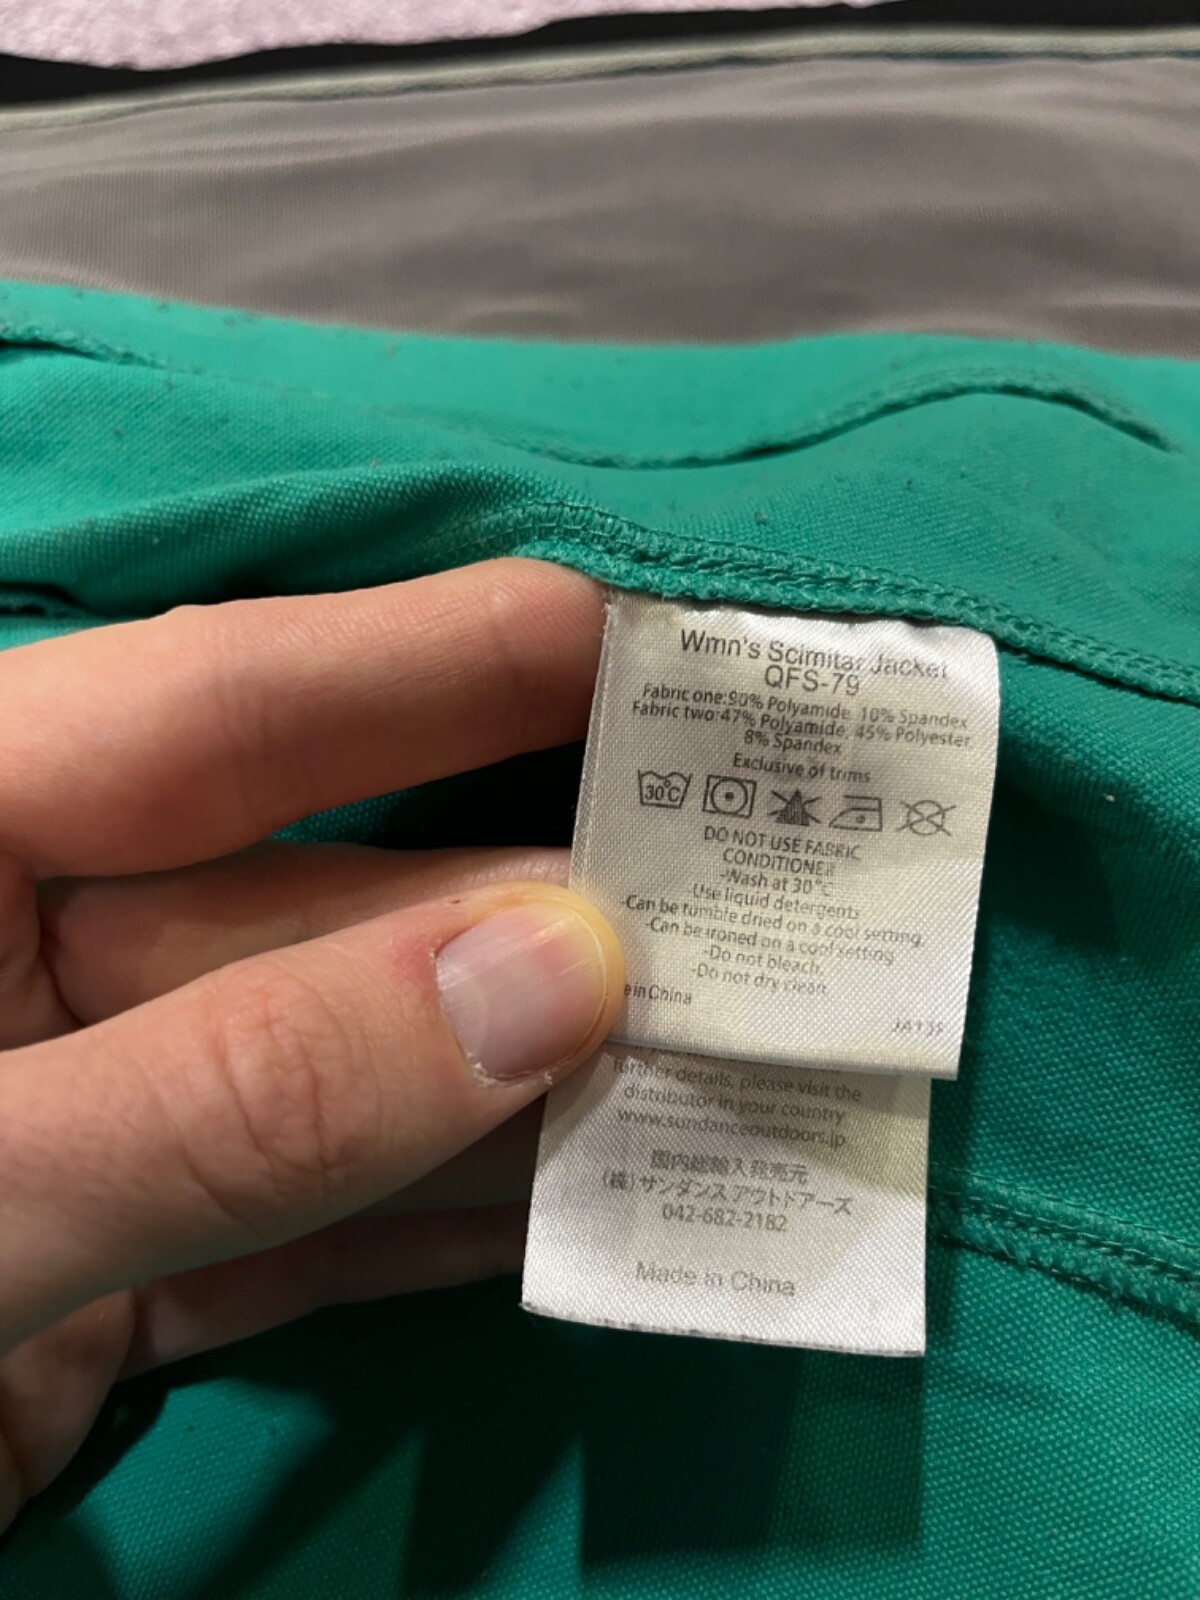 Wmn's Scimitar Jacket
QFS-79
Fabric one:90% Polyamide, 10% Spandex
Fabric two:47% Polyamide, 45% Polyester,
8% Spandex
Exclusive of trims
30°C
DO NOT USE FABRIC
CONDITIONER
-Wash at 30°C
Use liquid detergents
-Can be tumble dried on a cool setting.
-Can be ironed on a cool setting
-Do not bleach.
-Do not dry clean.
e in China
further details, please visit the
distributor in your country
www.sundanceoutdoors.jp
国内総輸入発売元
(株)サンダンスアウトドアーズ
042-682-2182
Made in China